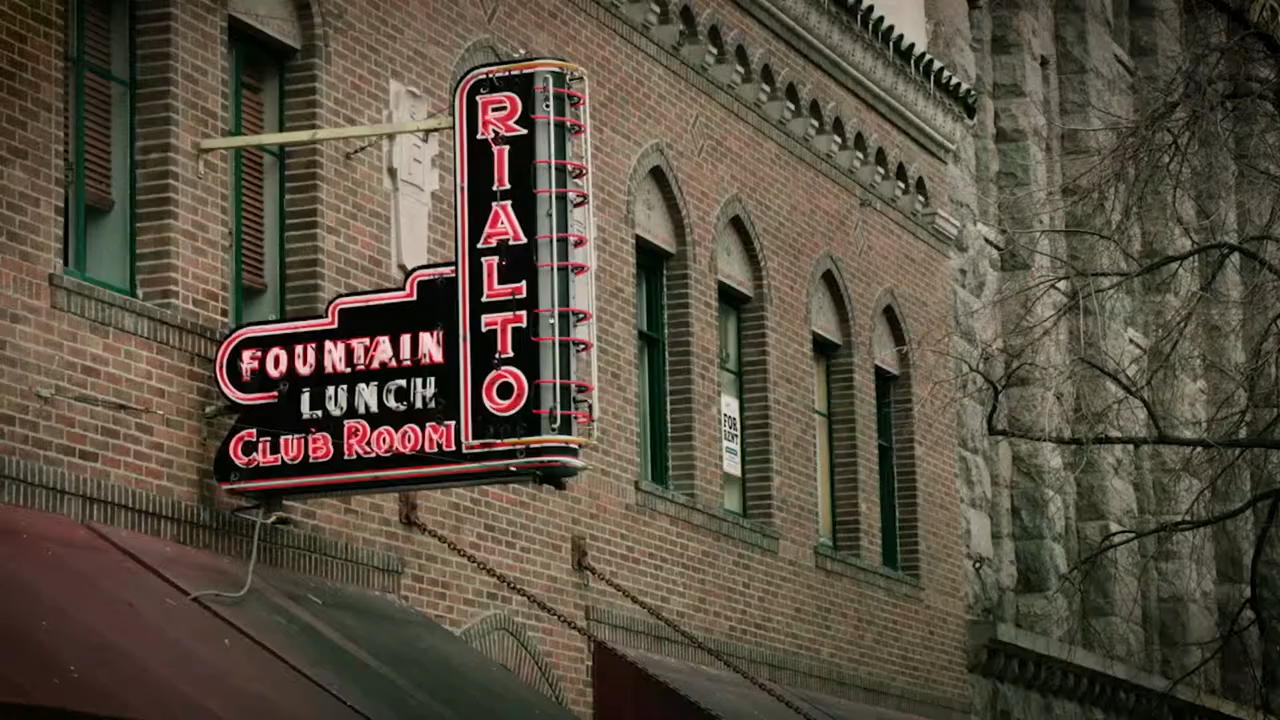 RIALTO
FOUNTAIN
LUNCH
CLUB ROOM
FOR
RENT